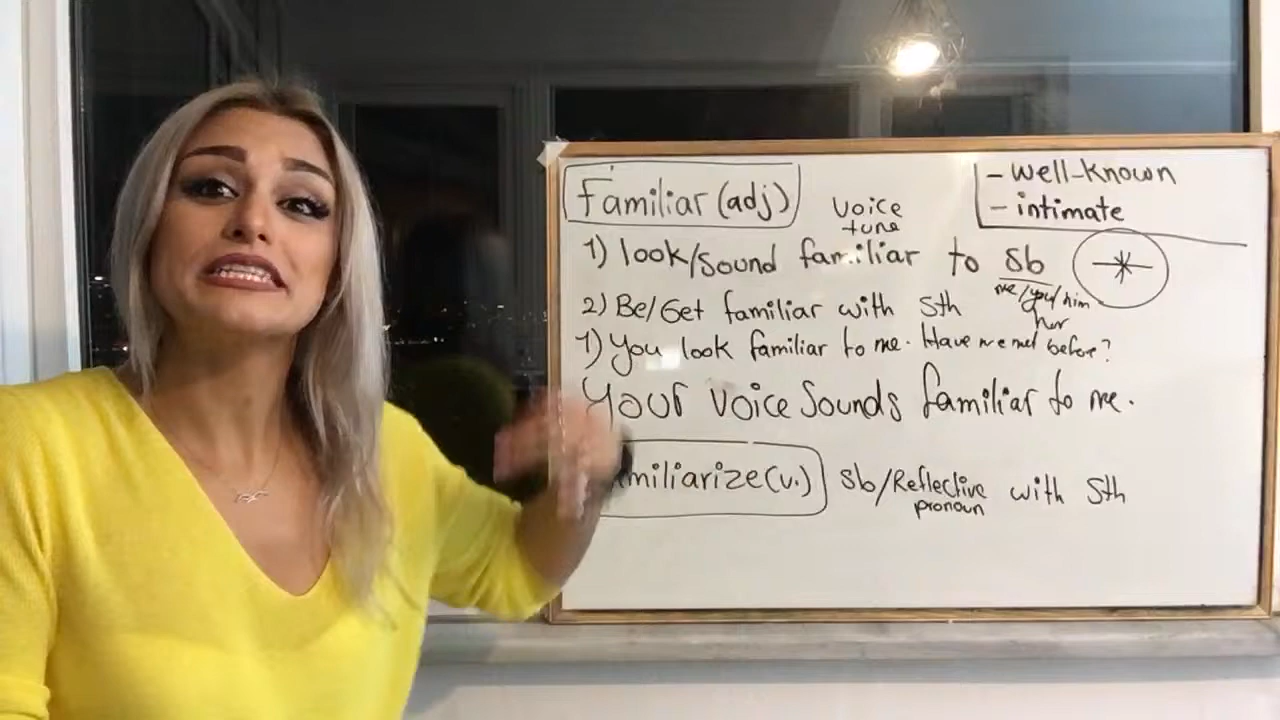 familiar (adj)
- well-known
- intimate
voice
tune
1) look/sound familiar to sb
me/you/him
her
2) Be/Get familiar with sth
1) You look familiar to me. Have we met before?
Your voice sounds familiar to me.
miliarize (v.) sb/Reflective with sth
pronoun